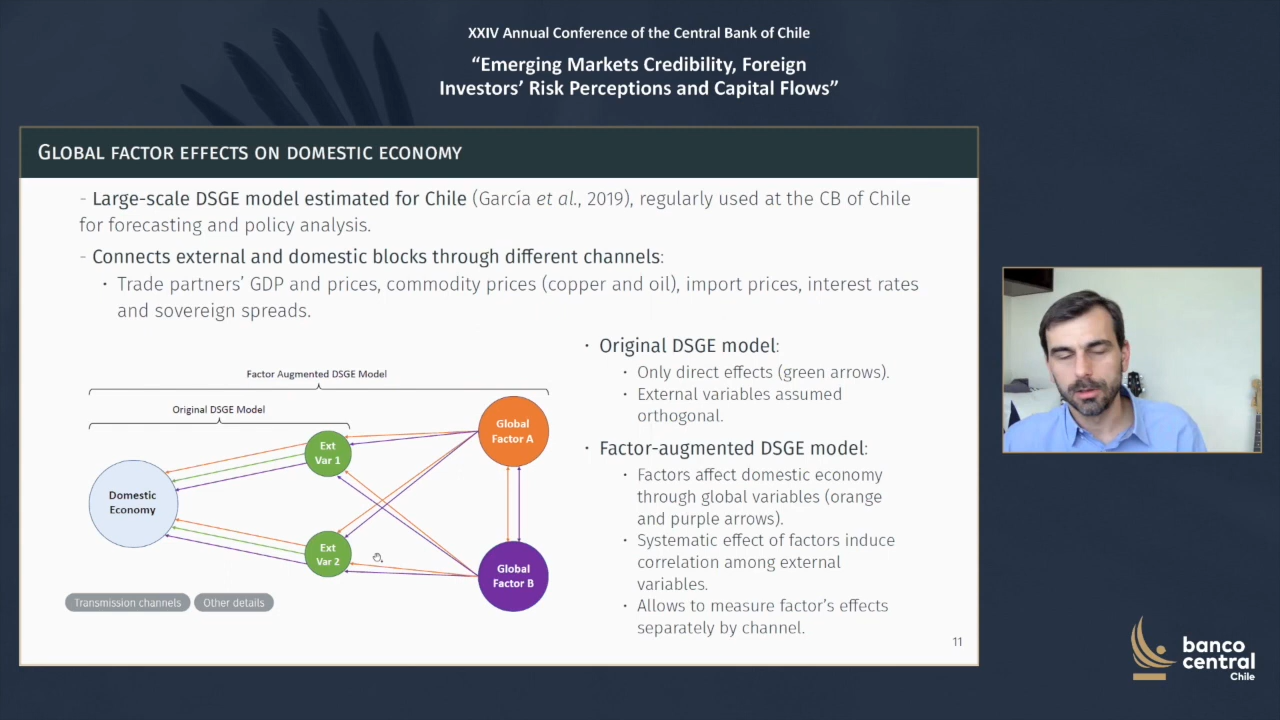 XXIV Annual Conference of the Central Bank of Chile
“Emerging Markets Credibility, Foreign
Investors’ Risk Perceptions and Capital Flows”
Global factor effects on domestic economy
- Large-scale DSGE model estimated for Chile (García et al., 2019), regularly used at the CB of Chile
for forecasting and policy analysis.
- Connects external and domestic blocks through different channels:
· Trade partners’ GDP and prices, commodity prices (copper and oil), import prices, interest rates
and sovereign spreads.
Factor Augmented DSGE Model
Original DSGE Model
Ext
Var 1
Global
Factor A
Domestic
Economy
Ext
Var 2
Global
Factor B
Transmission channels
Other details
· Original DSGE model:
· Only direct effects (green arrows).
· External variables assumed
orthogonal.
· Factor-augmented DSGE model:
· Factors affect domestic economy
through global variables (orange
and purple arrows).
· Systematic effect of factors induce
correlation among external
variables.
· Allows to measure factor’s effects
separately by channel.
11
banco
central
Chile